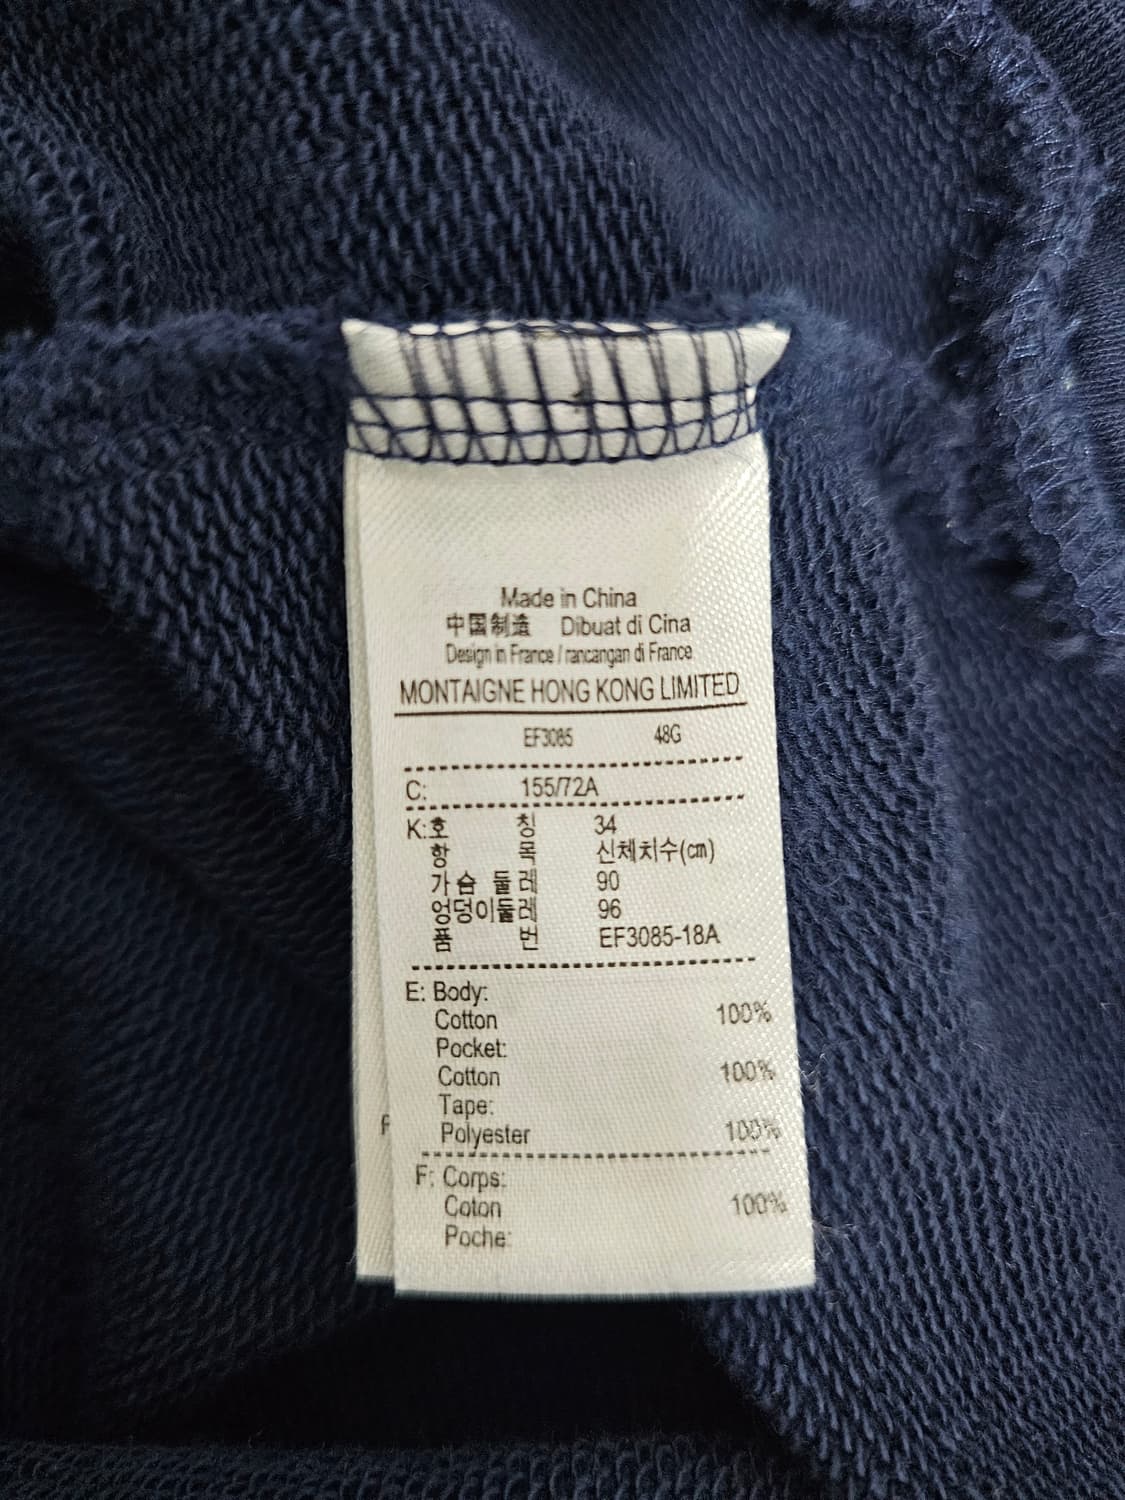 Made in China
中国制造 Dibuat di Cina
Design in France / rancangan di France
MONTAIGNE HONG KONG LIMITED
EF3085 48G
C: 155/72A
K:호 칭 34
항 목 신체치수(cm)
가슴 둘레 90
엉덩이둘레 96
품 번 EF3085-18A
E: Body:
Cotton 100%
Pocket:
Cotton 100%
Tape:
Polyester 100%
F: Corps:
Coton 100%
Poche: